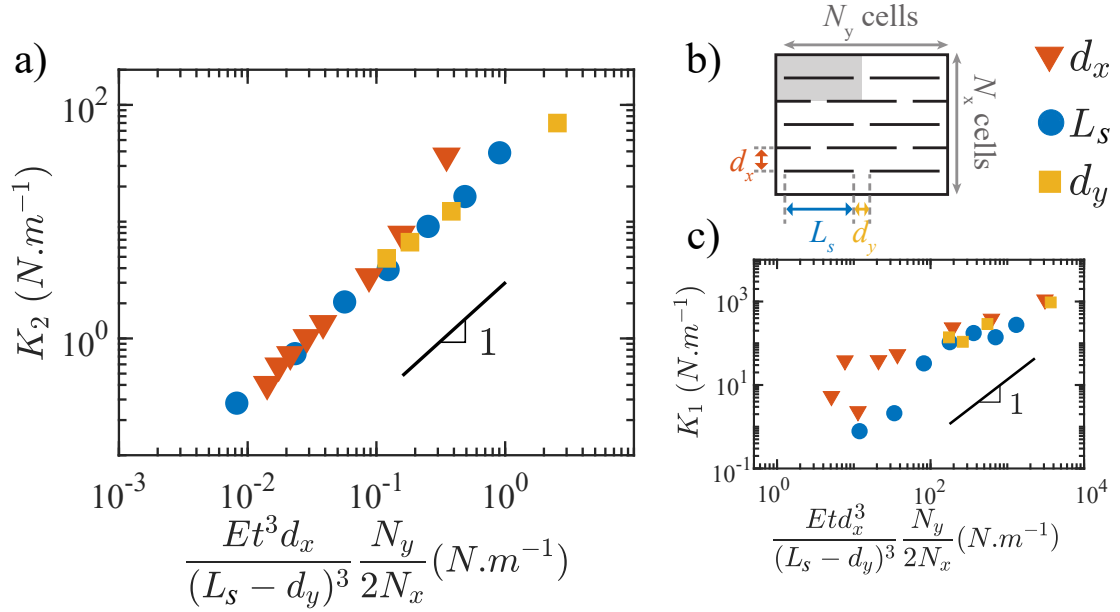 a)
K_2 (N.m^{-1})
10^2
10^0
10^{-3} 10^{-2} 10^{-1} 10^0
\frac{Et^3 d_x}{(L_s - d_y)^3} \frac{N_y}{2N_x} (N.m^{-1})
1
b)
N_y cells
N_x cells
d_x
L_s
d_y
d_x
L_s
d_y
c)
K_1 (N.m^{-1})
10^3
10^1
10^{-1}
10^0 10^2 10^4
\frac{Etd_x^3}{(L_s - d_y)^3} \frac{N_y}{2N_x} (N.m^{-1})
1